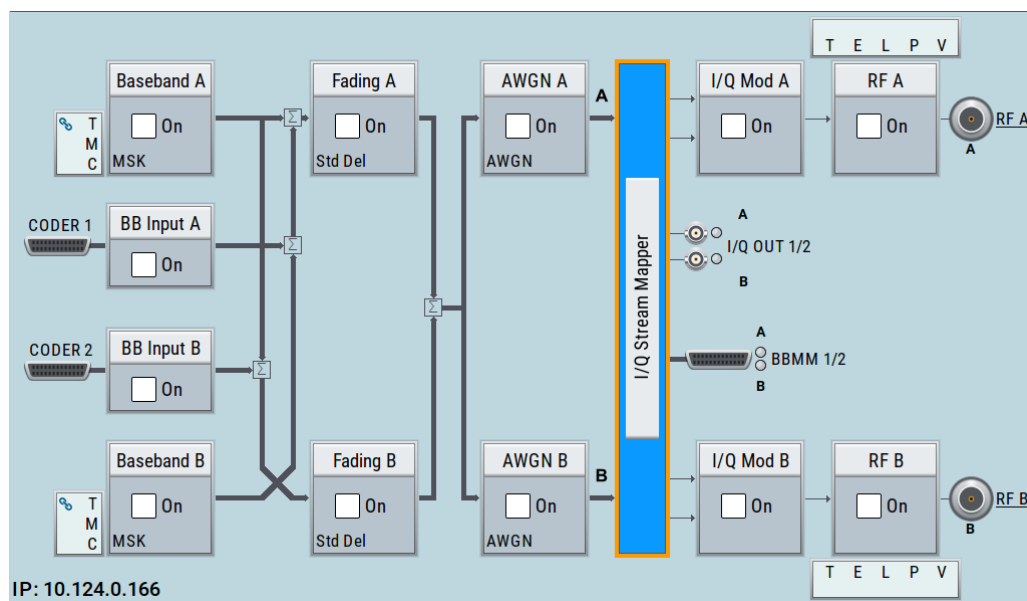 T E L P V
Baseband A
On
MSK
T
M
C
Fading A
On
Std Del
AWGN A
On
AWGN
A
I/Q Mod A
On
RF A
On
RF A
A
CODER 1
BB Input A
On
Σ
Σ
I/Q Stream Mapper
A
I/Q OUT 1/2
B
CODER 2
BB Input B
On
Σ
Σ
A
BBMM 1/2
B
Baseband B
On
MSK
T
M
C
Fading B
On
Std Del
AWGN B
On
AWGN
B
I/Q Mod B
On
RF B
On
RF B
B
T E L P V
IP: 10.124.0.166